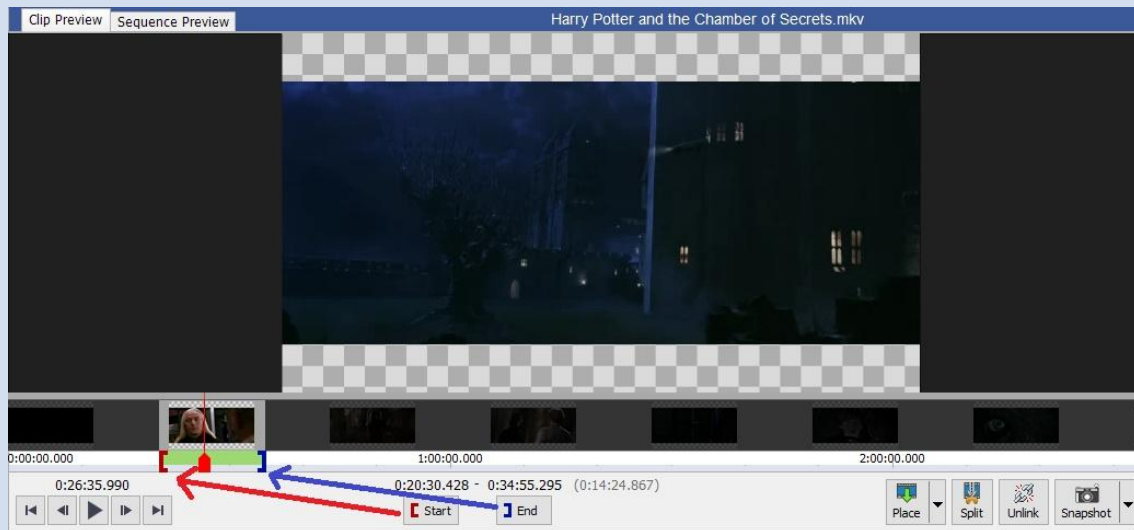 Clip Preview Sequence Preview Harry Potter and the Chamber of Secrets.mkv
0:00:00.000 1:00:00.000 2:00:00.000
0:26:35.990 0:20:30.428 - 0:34:55.295 (0:14:24.867)
Start End Place Split Unlink Snapshot